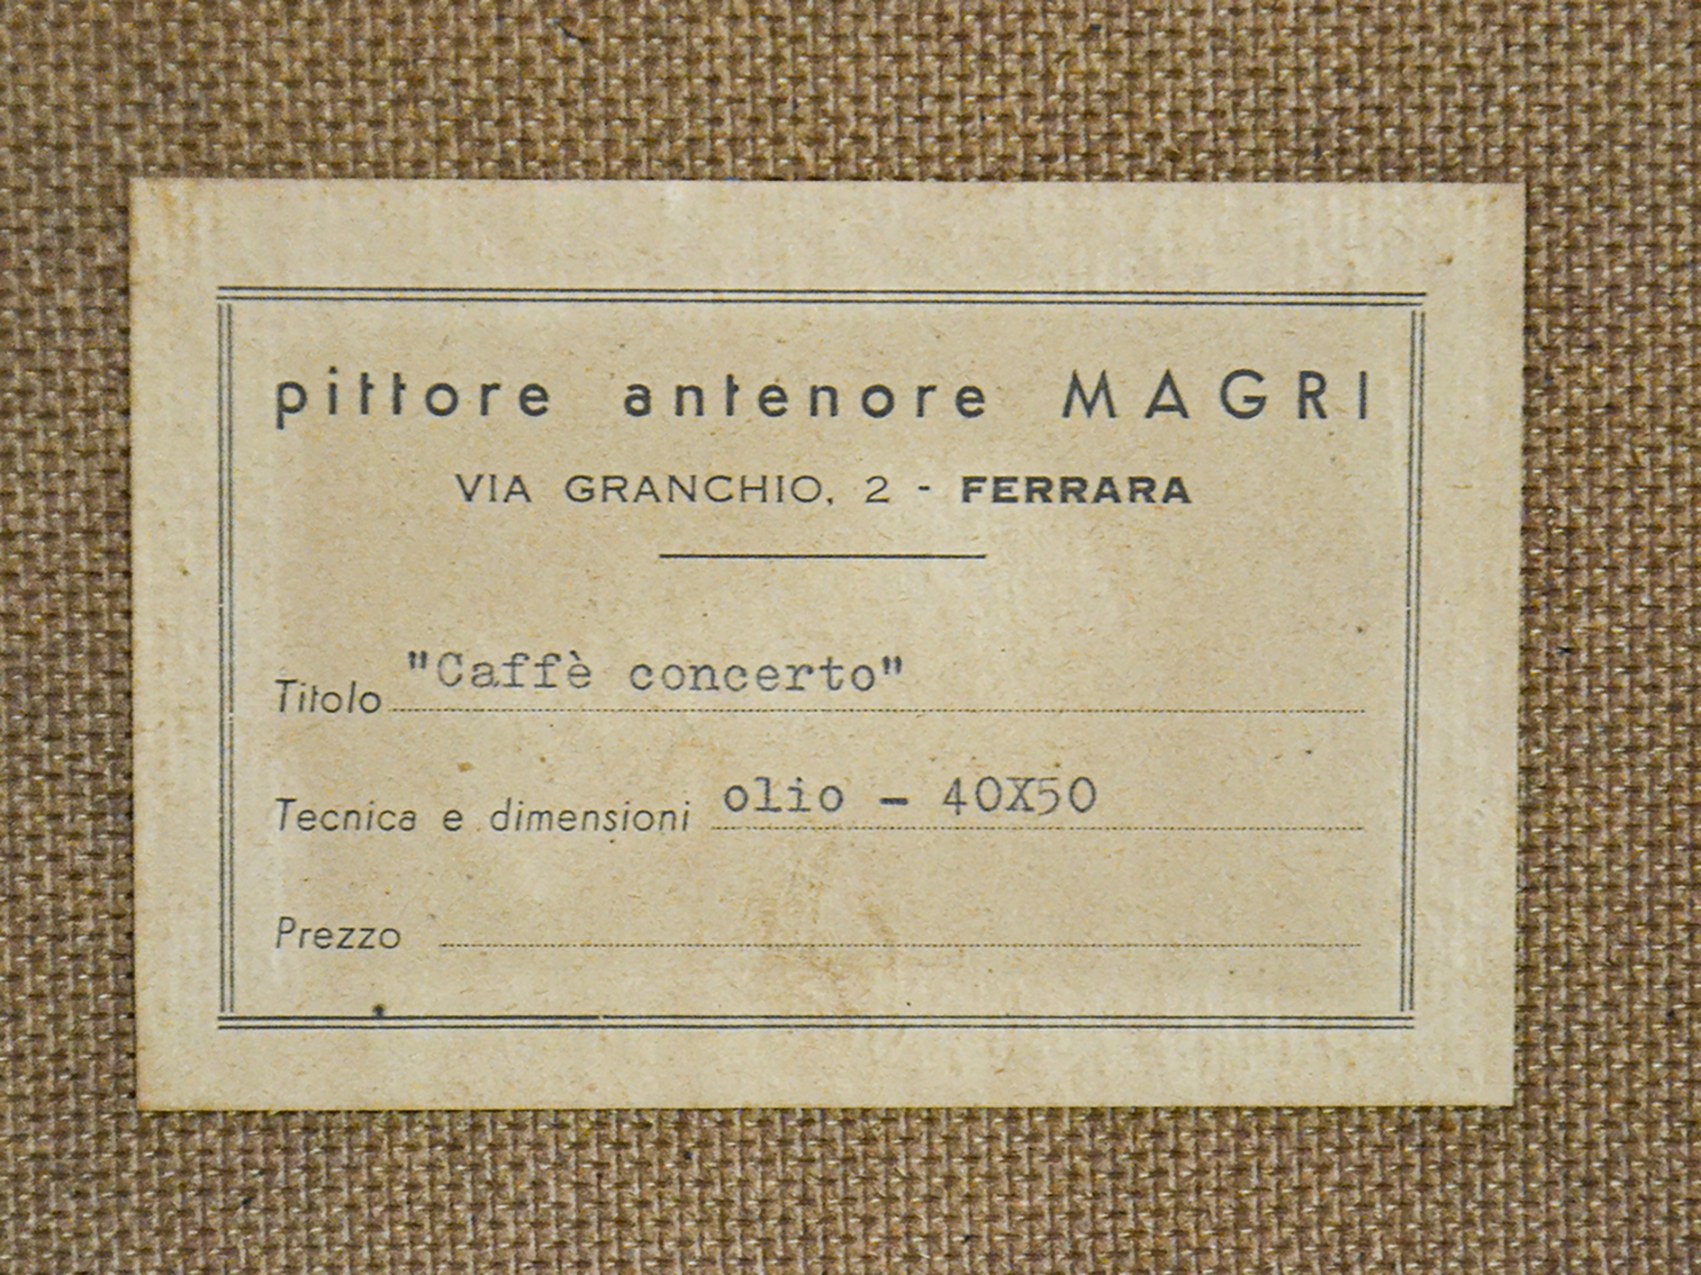 pittore antenore MAGRI
VIA GRANCHIO, 2 - FERRARA
Titolo "Caffè concerto"
Tecnica e dimensioni olio - 40X50
Prezzo